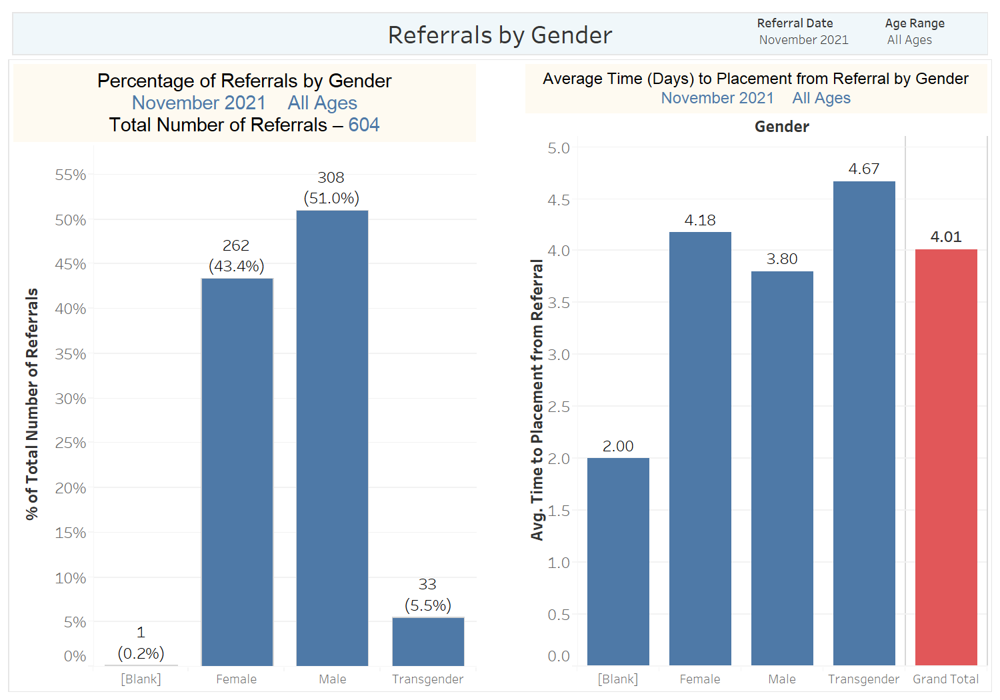 Referrals by Gender
Referral Date
November 2021
Age Range
All Ages
Percentage of Referrals by Gender
November 2021 All Ages
Total Number of Referrals – 604
% of Total Number of Referrals
55%
50%
45%
40%
35%
30%
25%
20%
15%
10%
5%
0%
1
(0.2%)
262
(43.4%)
308
(51.0%)
33
(5.5%)
[Blank] Female Male Transgender
Average Time (Days) to Placement from Referral by Gender
November 2021 All Ages
Gender
Avg. Time to Placement from Referral
5.0
4.5
4.0
3.5
3.0
2.5
2.0
1.5
1.0
0.5
0.0
2.00
4.18
3.80
4.67
4.01
[Blank] Female Male Transgender Grand Total